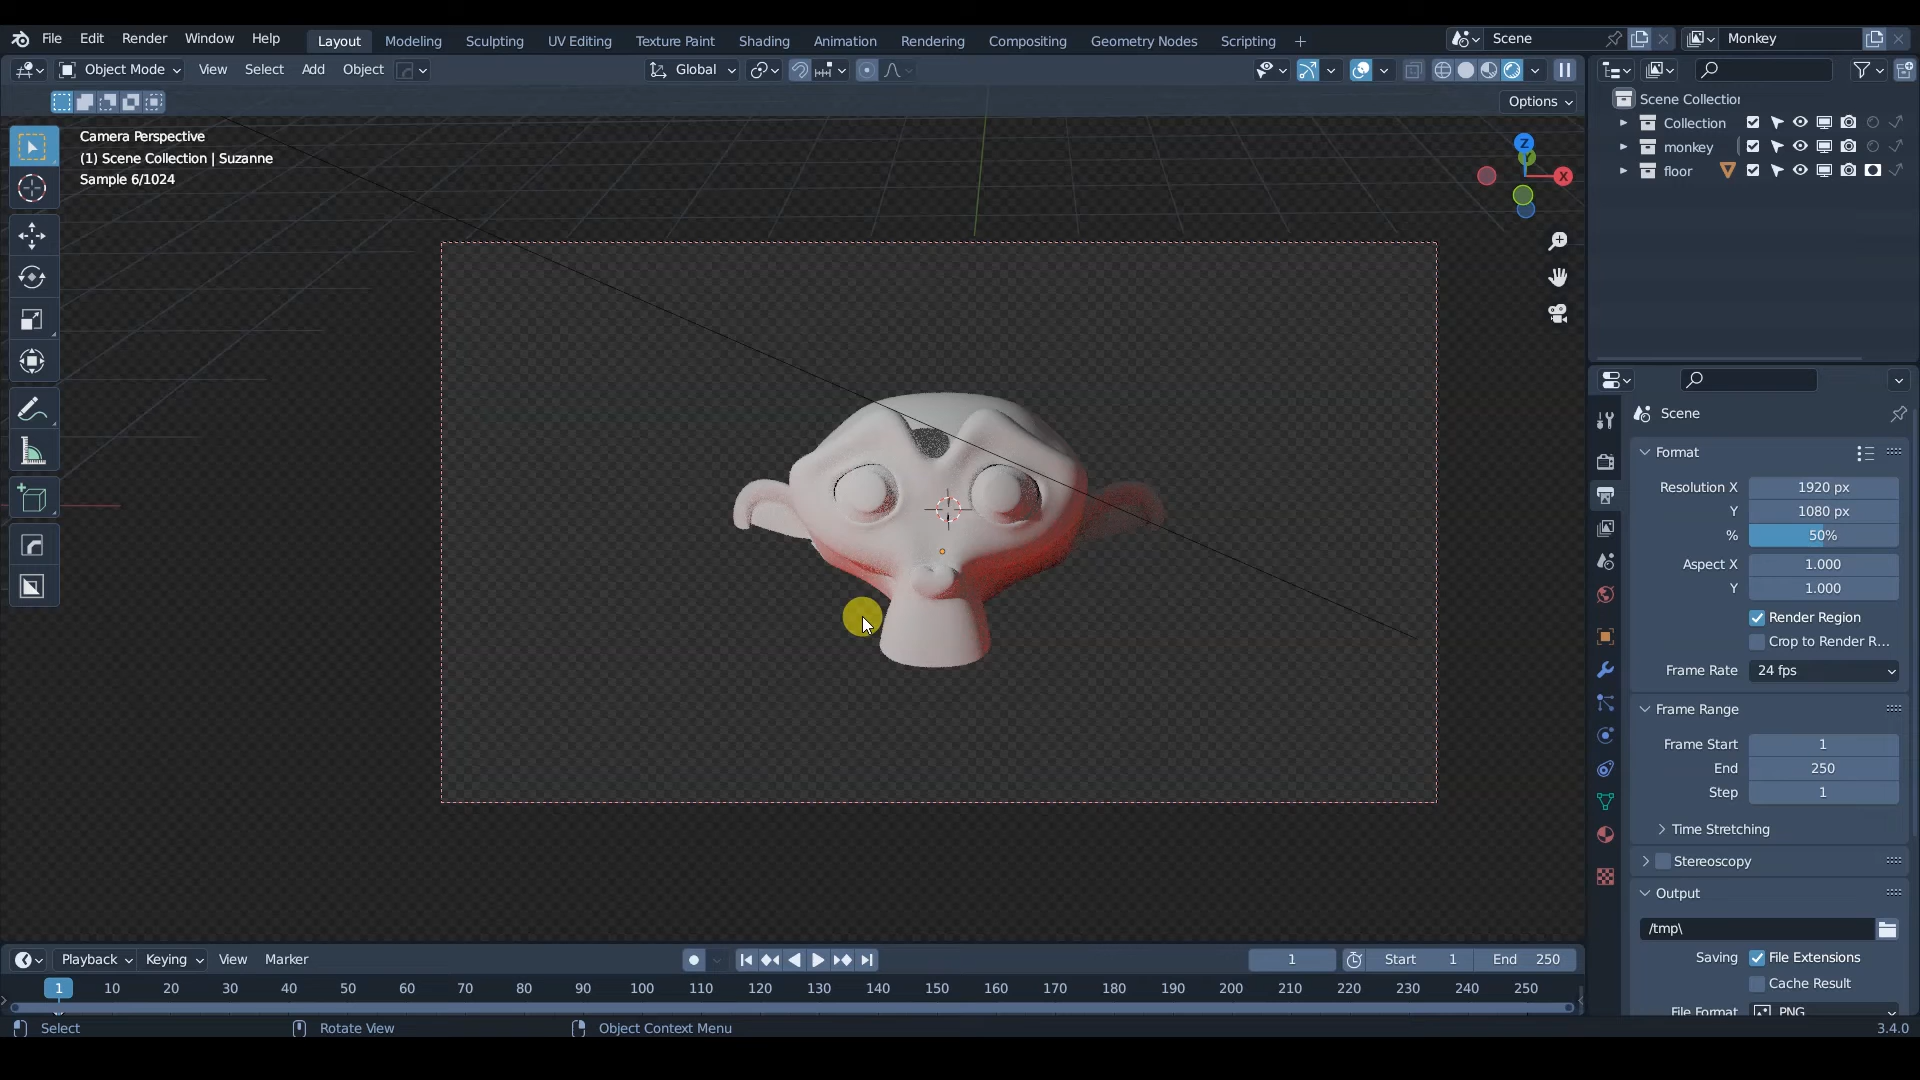 File Edit Render Window Help Layout Modeling Sculpting UV Editing Texture Paint Shading Animation Rendering Compositing Geometry Nodes Scripting + Scene Monkey
Object Mode View Select Add Object Global
Options
Camera Perspective
(1) Scene Collection | Suzanne
Sample 6/1024
Z
Y
X
Scene Collection
Collection
monkey
floor
Scene
Format
Resolution X 1920 px
Y 1080 px
% 50%
Aspect X 1.000
Y 1.000
Render Region
Crop to Render R...
Frame Rate 24 fps
Frame Range
Frame Start 1
End 250
Step 1
Time Stretching
Stereoscopy
Output
/tmp\
Saving File Extensions
Cache Result
File Format PNG
Playback Keying View Marker 1 Start 1 End 250
1 10 20 30 40 50 60 70 80 90 100 110 120 130 140 150 160 170 180 190 200 210 220 230 240 250
Select Rotate View Object Context Menu 3.4.0